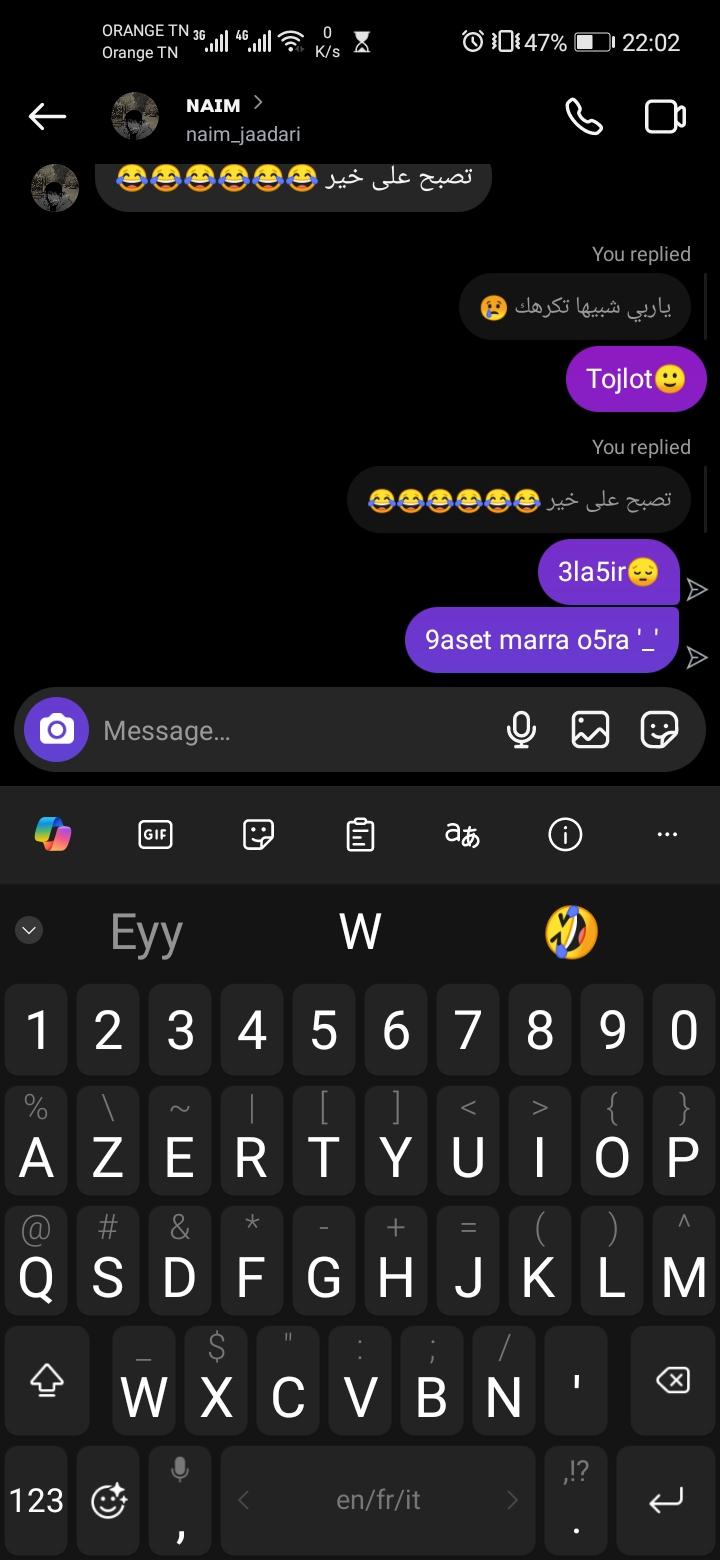 ORANGE TN 3G 4G 0 K/s 47% 22:02
Orange TN
NAIM
naim_jaadari
تصبح على خير 😂😂😂😂😂😂
You replied
ياربي شبيها تكرهك 😢
Tojlot🙂
You replied
تصبح على خير 😂😂😂😂😂😂
3la5ir😔
9aset marra o5ra '_'
Message…
GIF aあ
Eyy W 🤣
1 2 3 4 5 6 7 8 9 0
% \ ~ | [ ] < > { }
A Z E R T Y U I O P
@ # & * - + = ( ) ^
Q S D F G H J K L M
_ $ " : ; /
W X C V B N '
,!?
123 , en/fr/it .